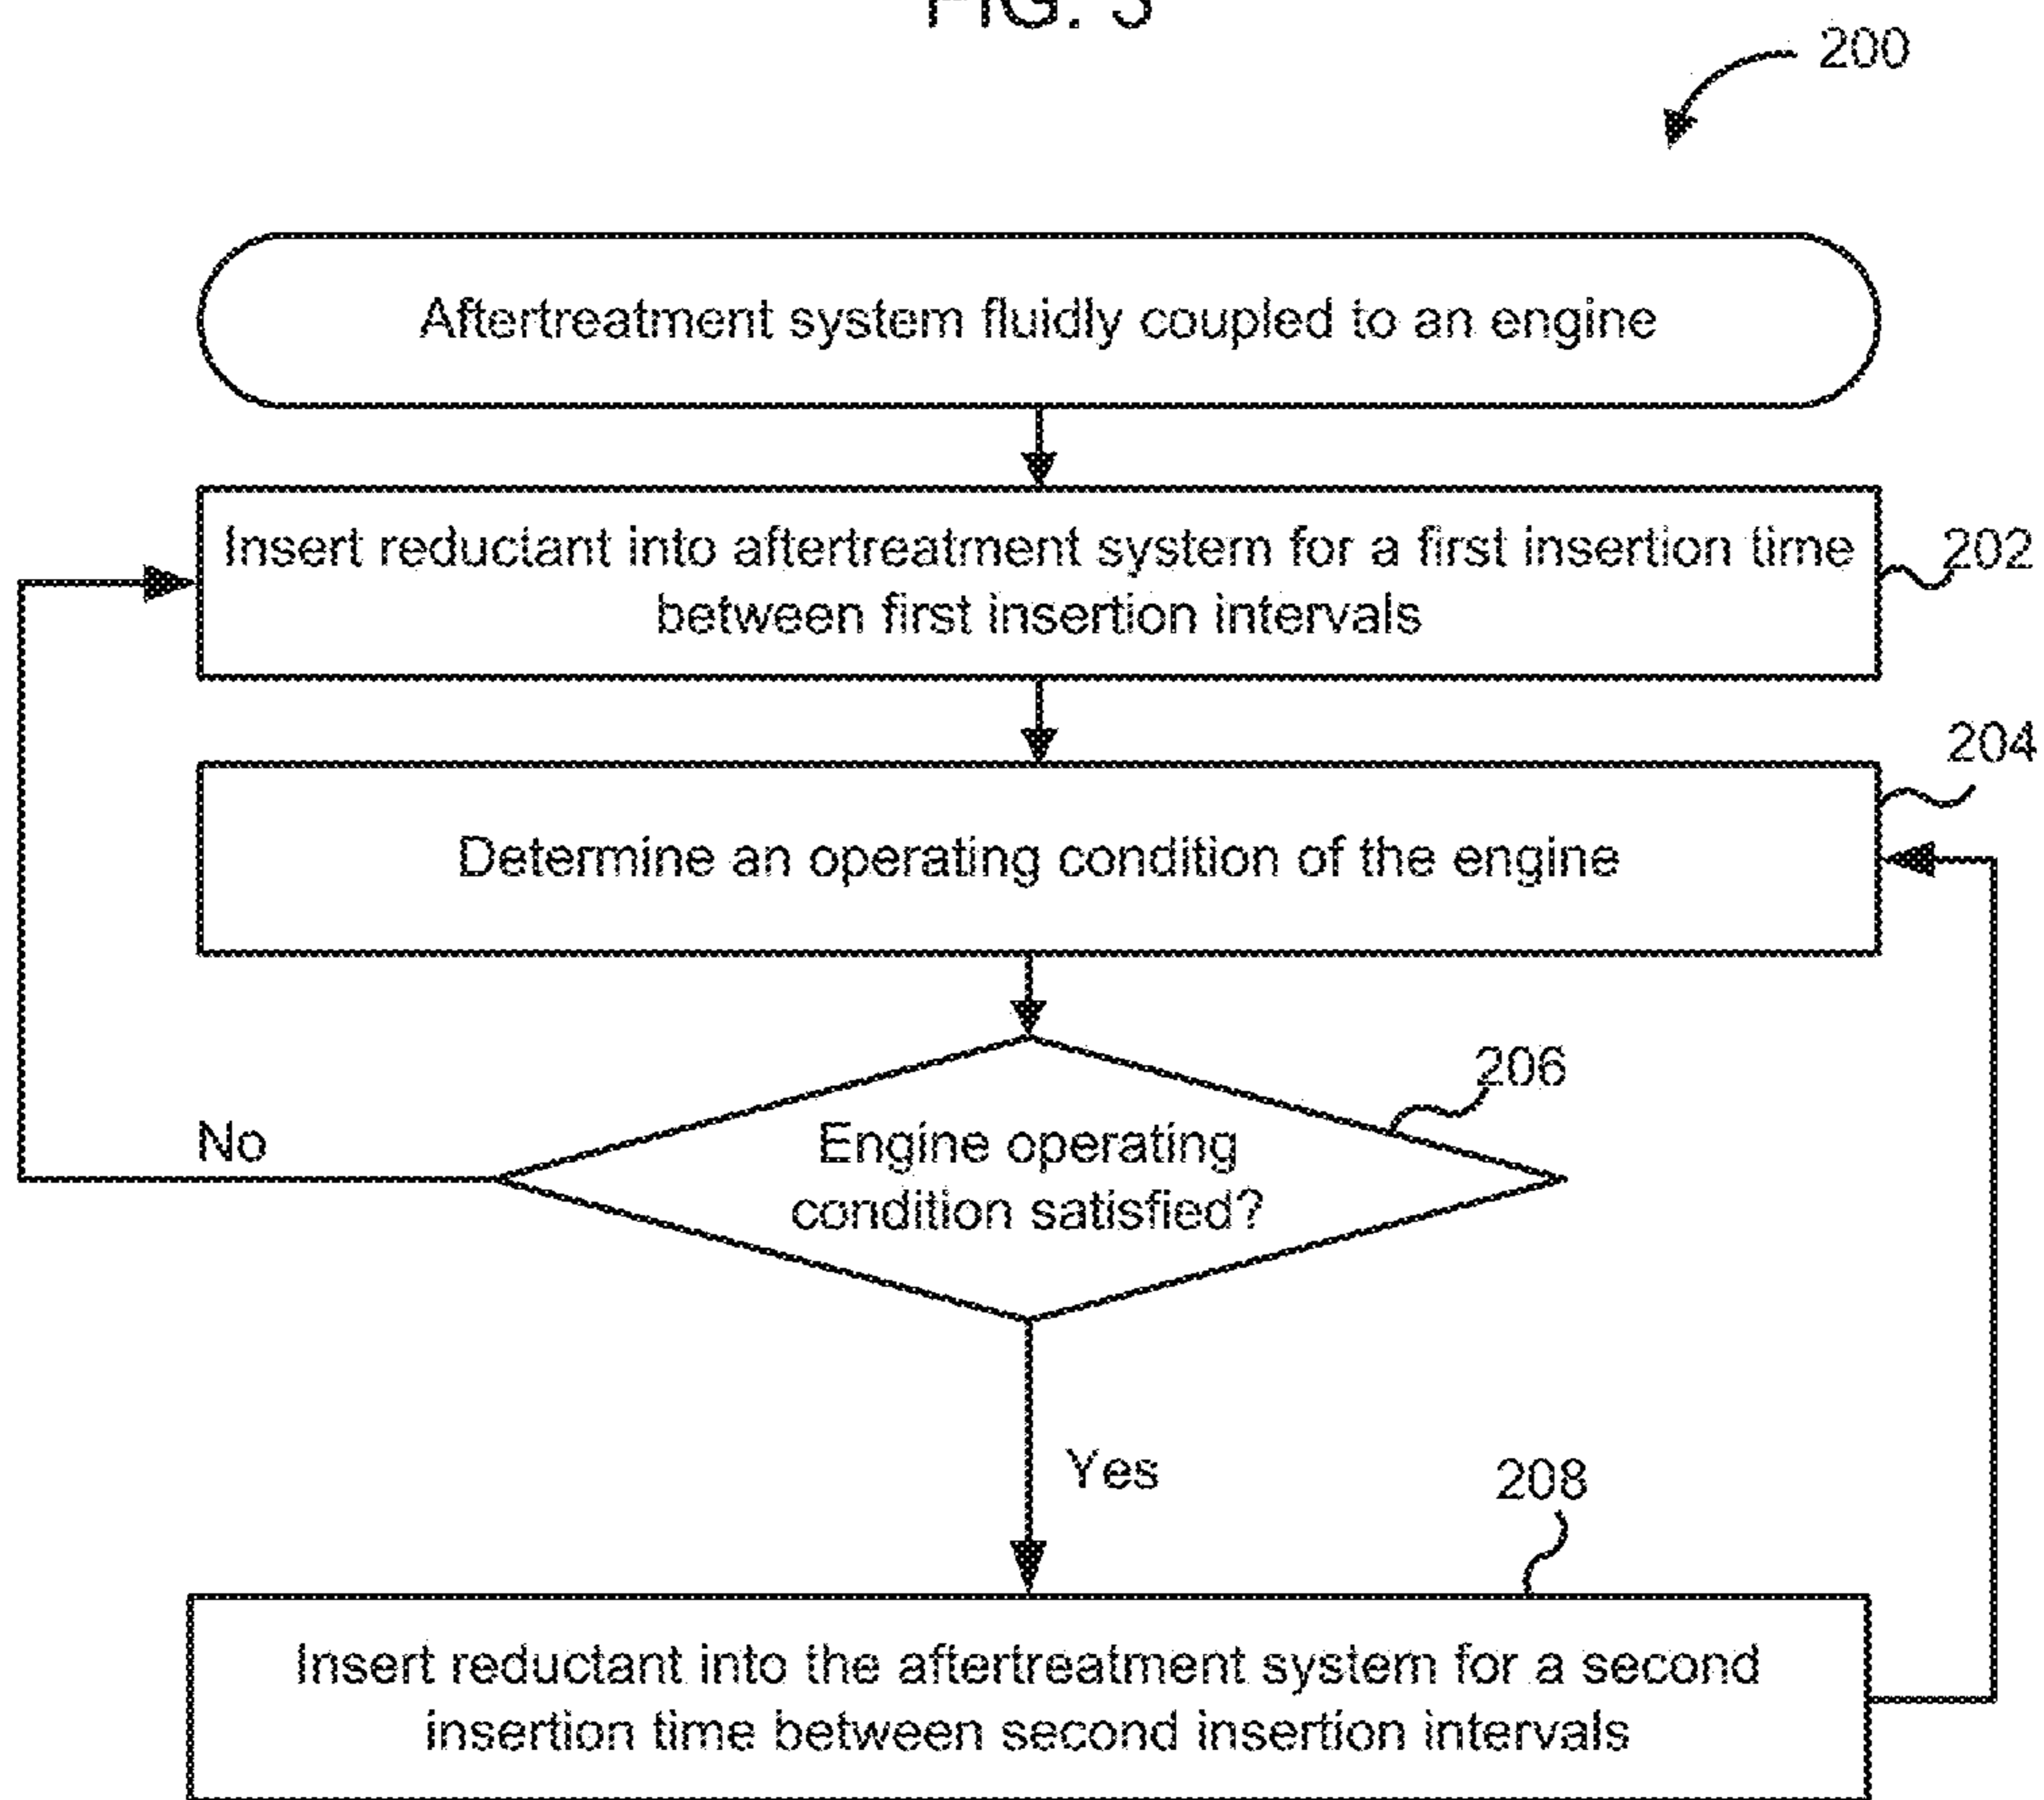 FIG. 3
200
Aftertreatment system fluidly coupled to an engine
Insert reductant into aftertreatment system for a first insertion time
between first insertion intervals
202
204
Determine an operating condition of the engine
206
Engine operating
condition satisfied?
No
Yes
208
Insert reductant into the aftertreatment system for a second
insertion time between second insertion intervals